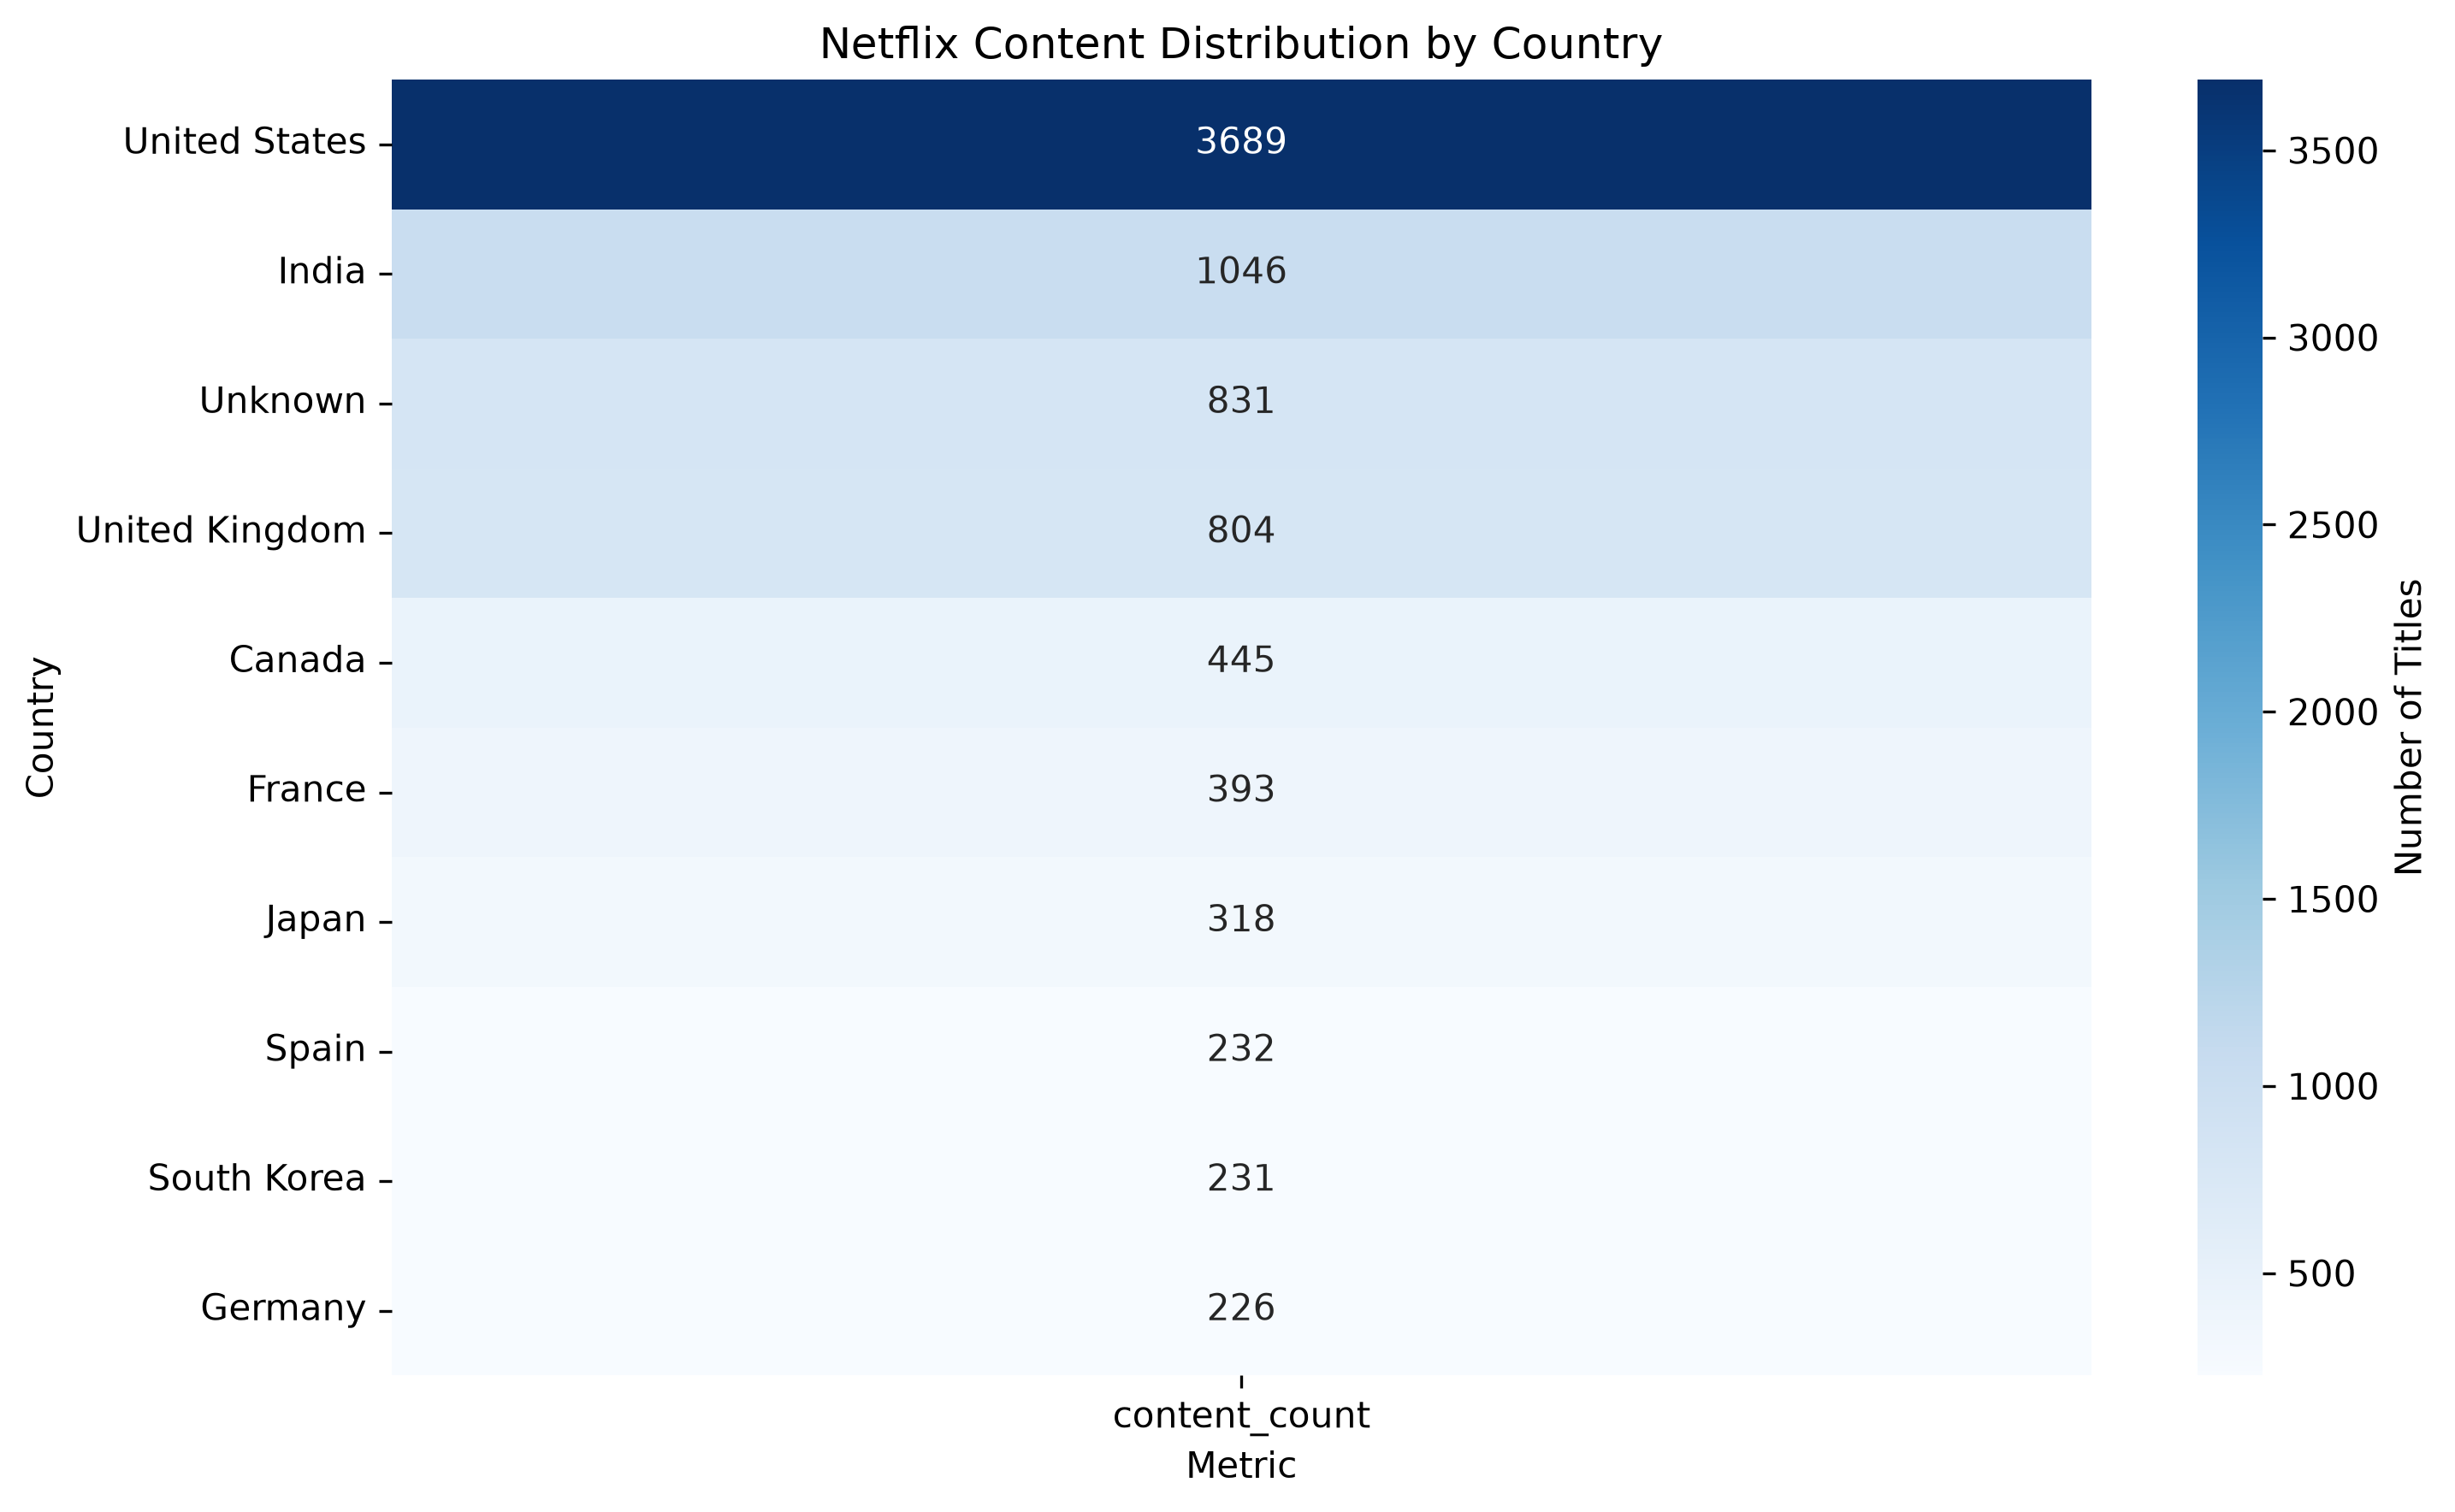 Netflix Content Distribution by Country
United States
3689
India
1046
Unknown
831
United Kingdom
804
Canada
445
France
393
Japan
318
Spain
232
South Korea
231
Germany
226
Country
content_count
Metric
3500
3000
2500
2000
1500
1000
500
Number of Titles